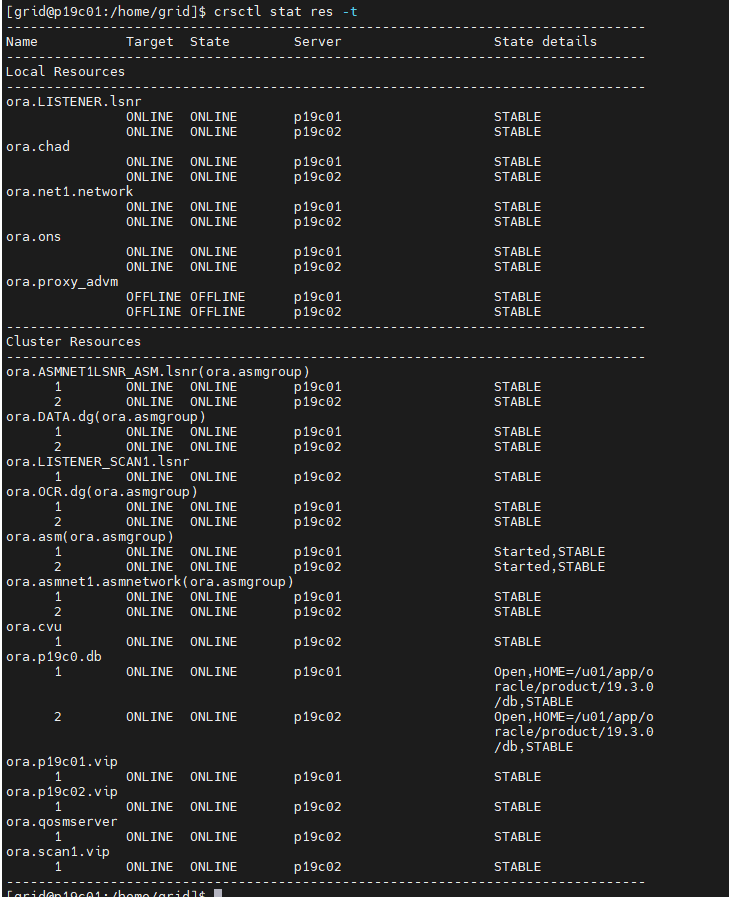 [grid@p19c01:/home/grid]$ crsctl stat res -t
--------------------------------------------------------------------------------
Name           Target  State        Server                   State details
--------------------------------------------------------------------------------
Local Resources
--------------------------------------------------------------------------------
ora.LISTENER.lsnr
               ONLINE  ONLINE       p19c01                   STABLE
               ONLINE  ONLINE       p19c02                   STABLE
ora.chad
               ONLINE  ONLINE       p19c01                   STABLE
               ONLINE  ONLINE       p19c02                   STABLE
ora.net1.network
               ONLINE  ONLINE       p19c01                   STABLE
               ONLINE  ONLINE       p19c02                   STABLE
ora.ons
               ONLINE  ONLINE       p19c01                   STABLE
               ONLINE  ONLINE       p19c02                   STABLE
ora.proxy_advm
               OFFLINE OFFLINE      p19c01                   STABLE
               OFFLINE OFFLINE      p19c02                   STABLE
--------------------------------------------------------------------------------
Cluster Resources
--------------------------------------------------------------------------------
ora.ASMNET1LSNR_ASM.lsnr(ora.asmgroup)
      1        ONLINE  ONLINE       p19c01                   STABLE
      2        ONLINE  ONLINE       p19c02                   STABLE
ora.DATA.dg(ora.asmgroup)
      1        ONLINE  ONLINE       p19c01                   STABLE
      2        ONLINE  ONLINE       p19c02                   STABLE
ora.LISTENER_SCAN1.lsnr
      1        ONLINE  ONLINE       p19c02                   STABLE
ora.OCR.dg(ora.asmgroup)
      1        ONLINE  ONLINE       p19c01                   STABLE
      2        ONLINE  ONLINE       p19c02                   STABLE
ora.asm(ora.asmgroup)
      1        ONLINE  ONLINE       p19c01                   Started,STABLE
      2        ONLINE  ONLINE       p19c02                   Started,STABLE
ora.asmnet1.asmnetwork(ora.asmgroup)
      1        ONLINE  ONLINE       p19c01                   STABLE
      2        ONLINE  ONLINE       p19c02                   STABLE
ora.cvu
      1        ONLINE  ONLINE       p19c02                   STABLE
ora.p19c0.db
      1        ONLINE  ONLINE       p19c01                   Open,HOME=/u01/app/o
                                                             racle/product/19.3.0
                                                             /db,STABLE
      2        ONLINE  ONLINE       p19c02                   Open,HOME=/u01/app/o
                                                             racle/product/19.3.0
                                                             /db,STABLE
ora.p19c01.vip
      1        ONLINE  ONLINE       p19c01                   STABLE
ora.p19c02.vip
      1        ONLINE  ONLINE       p19c02                   STABLE
ora.qosmserver
      1        ONLINE  ONLINE       p19c02                   STABLE
ora.scan1.vip
      1        ONLINE  ONLINE       p19c02                   STABLE
--------------------------------------------------------------------------------
[grid@p19c01:/home/grid]$